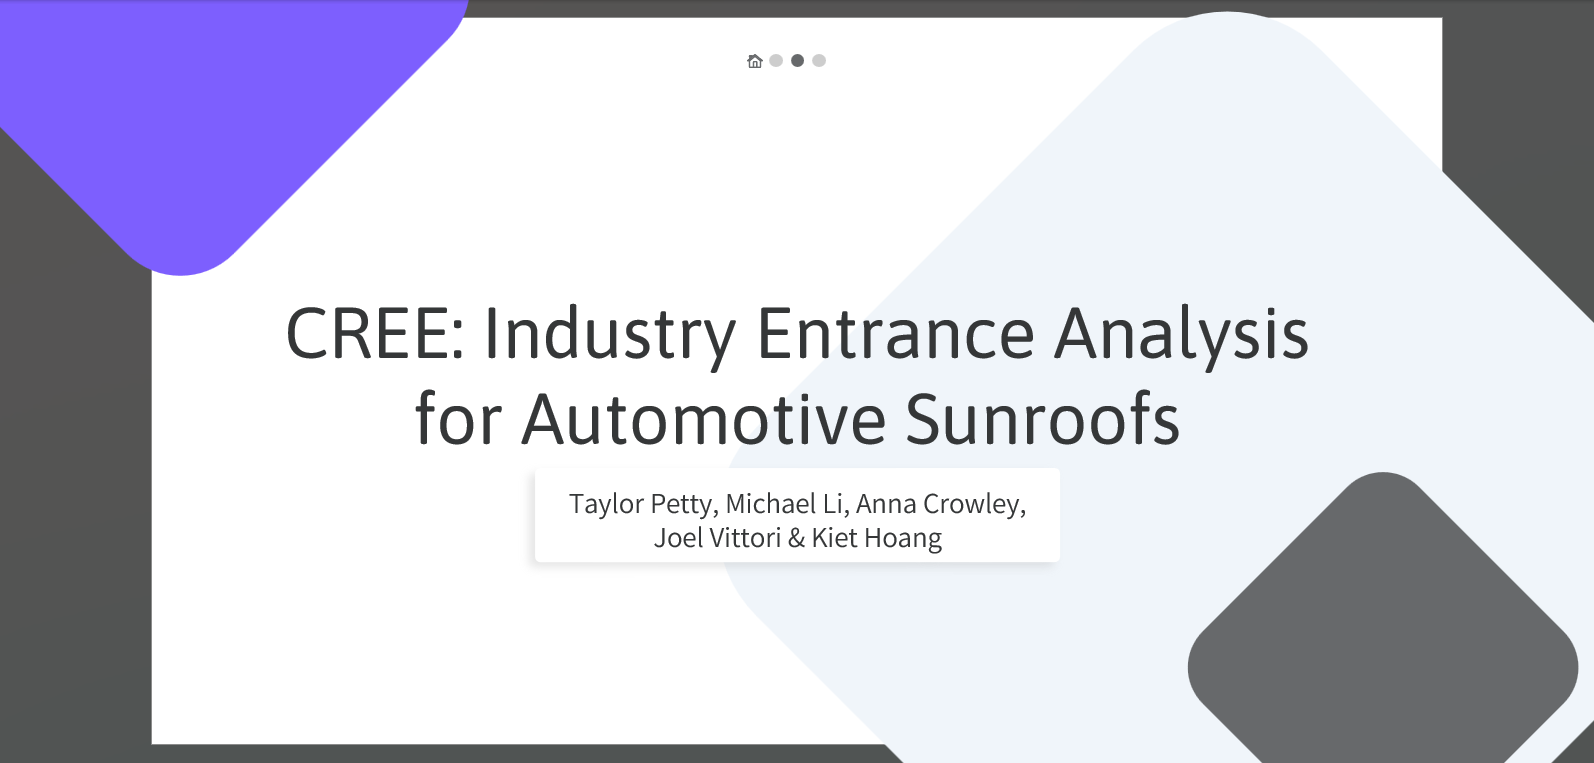 CREE: Industry Entrance Analysis
for Automotive Sunroofs
Taylor Petty, Michael Li, Anna Crowley,
Joel Vittori & Kiet Hoang